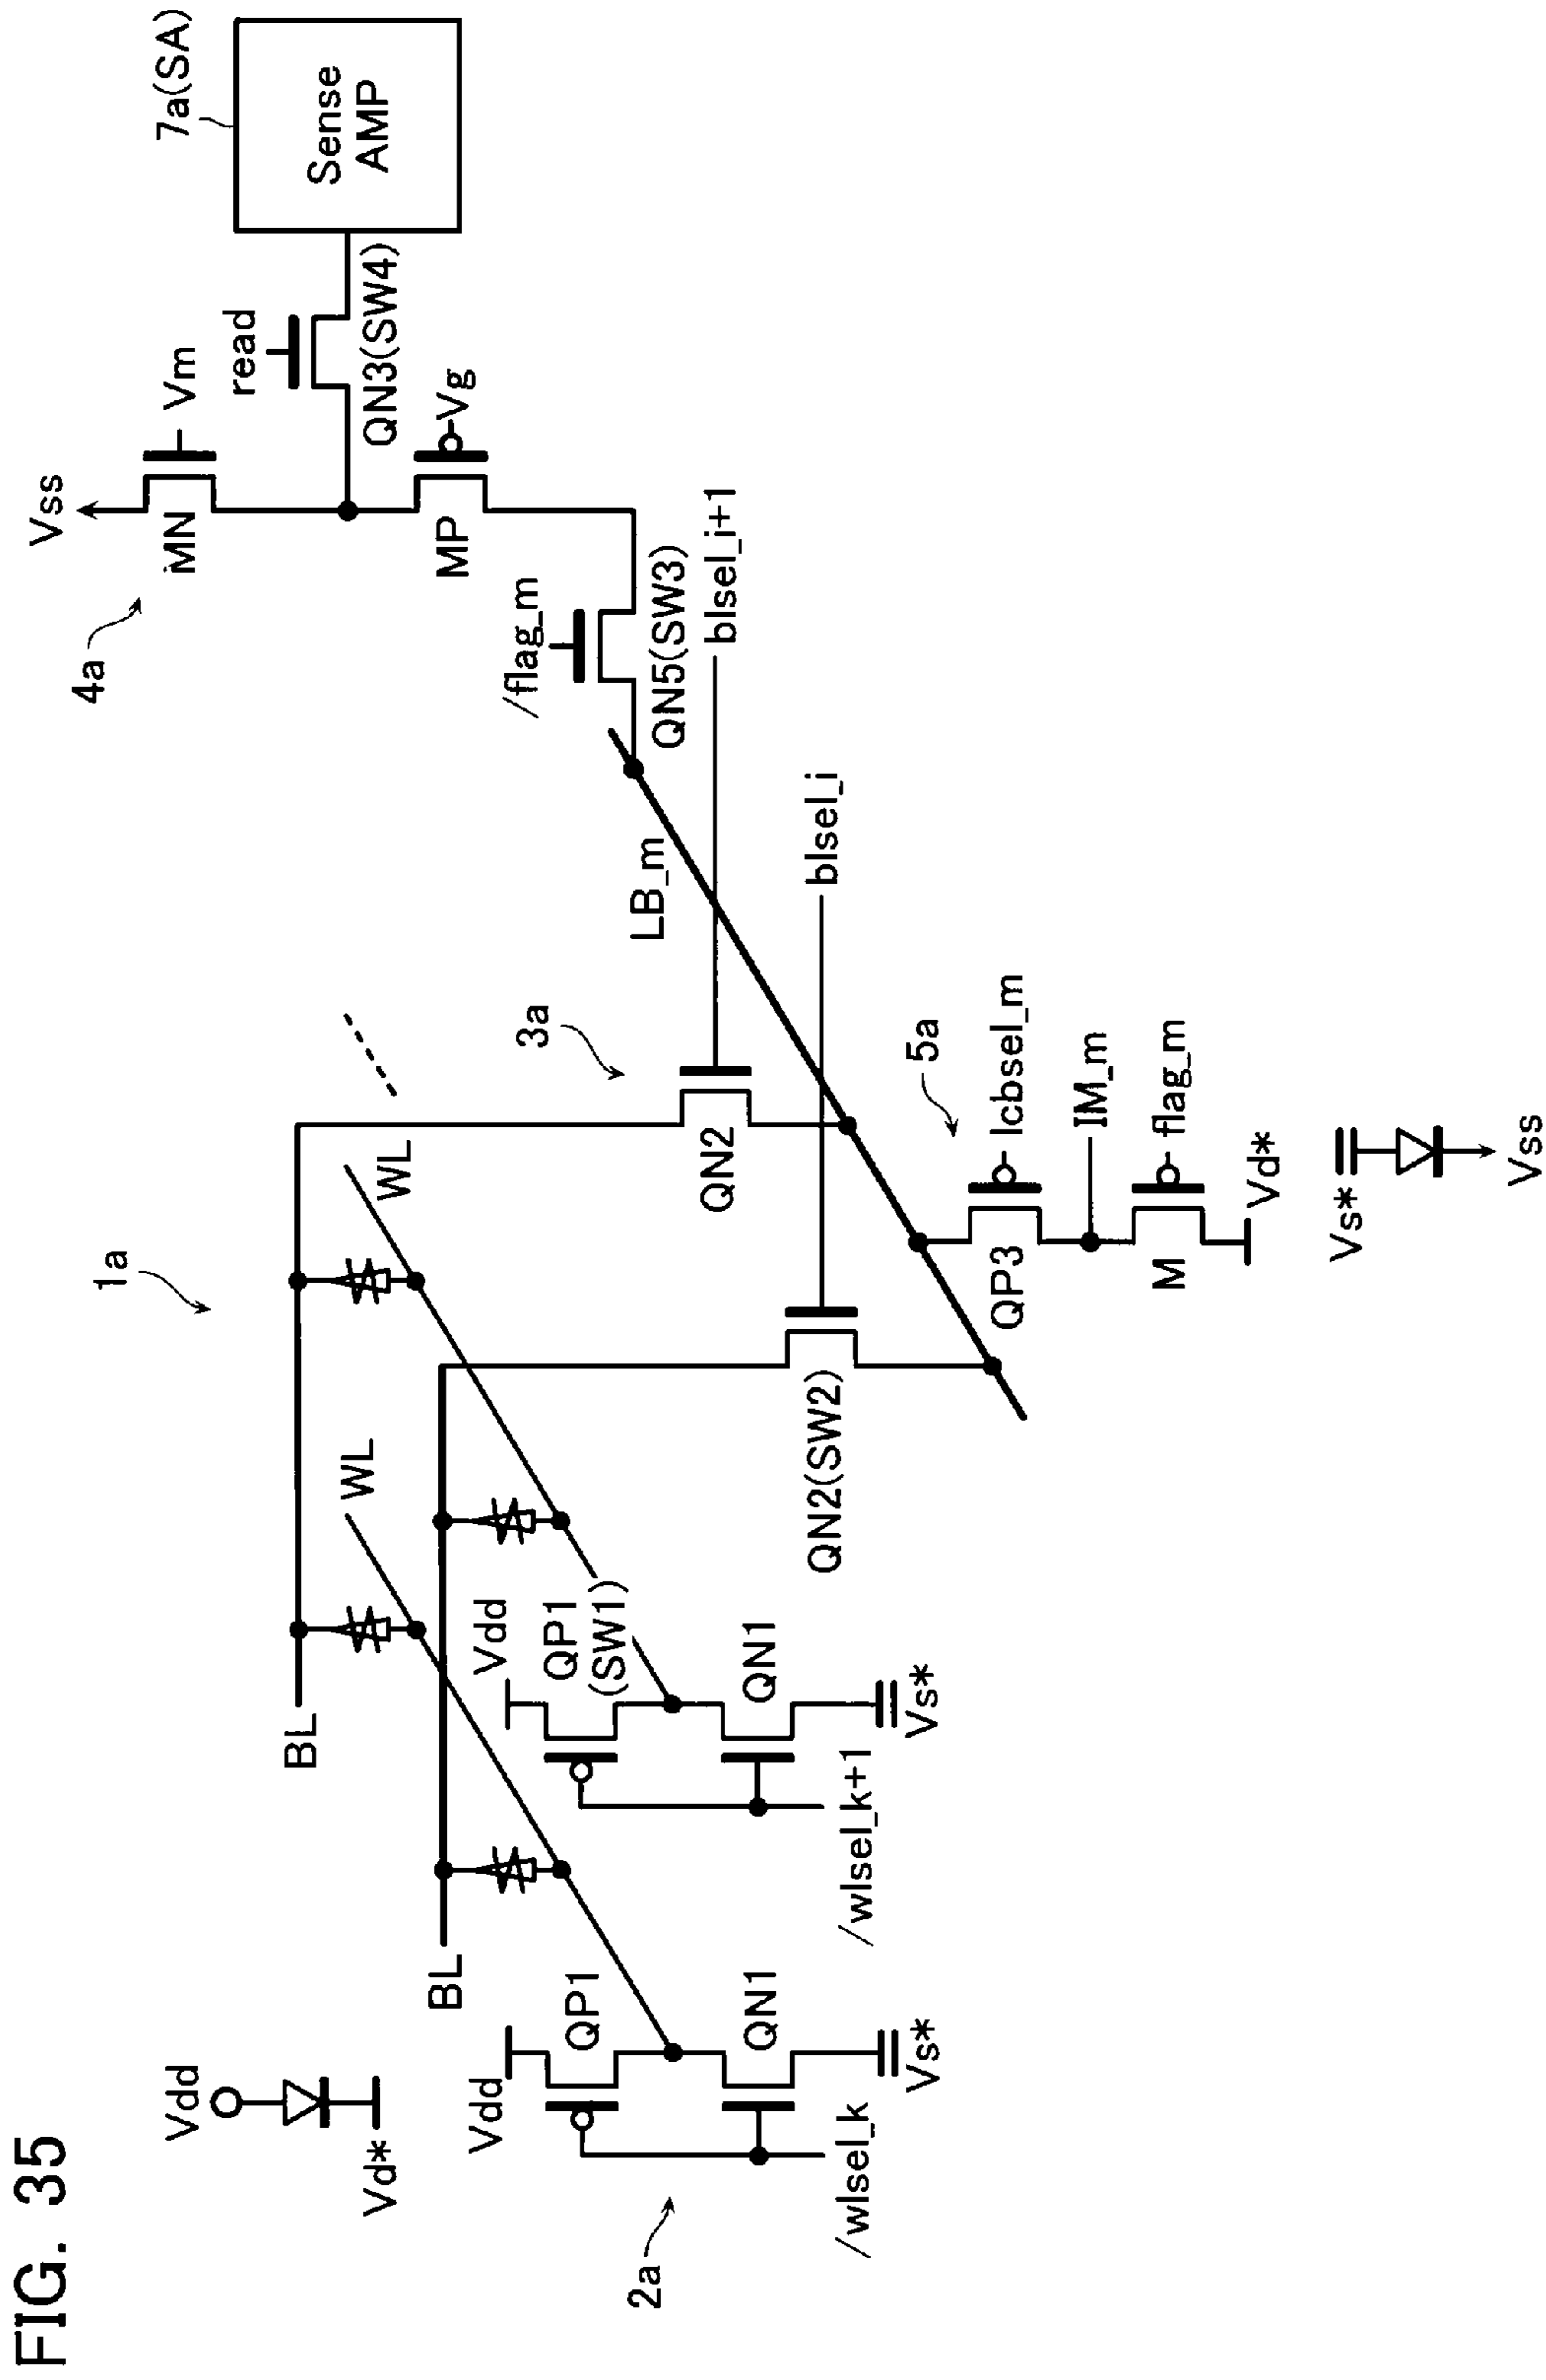 FIG. 35
Vdd
Vd*
2a
/wlsel_k
Vdd
QP1
QN1
Vs*
BL
BL
/wlsel_k+1
Vdd
QP1
(SW1)
QN1
Vs*
WL
WL
1a
QN2(SW2)
QN2
3a
QP3
M
5a
lcbsel_m
IM_m
flag_m
Vd*
Vs*
Vss
LB_m
blsel_i
blsel_i+1
/flag_m
QN5(SW3)
4a
Vss
MN
Vm
MP
Vg
read
QN3(SW4)
7a(SA)
Sense
AMP